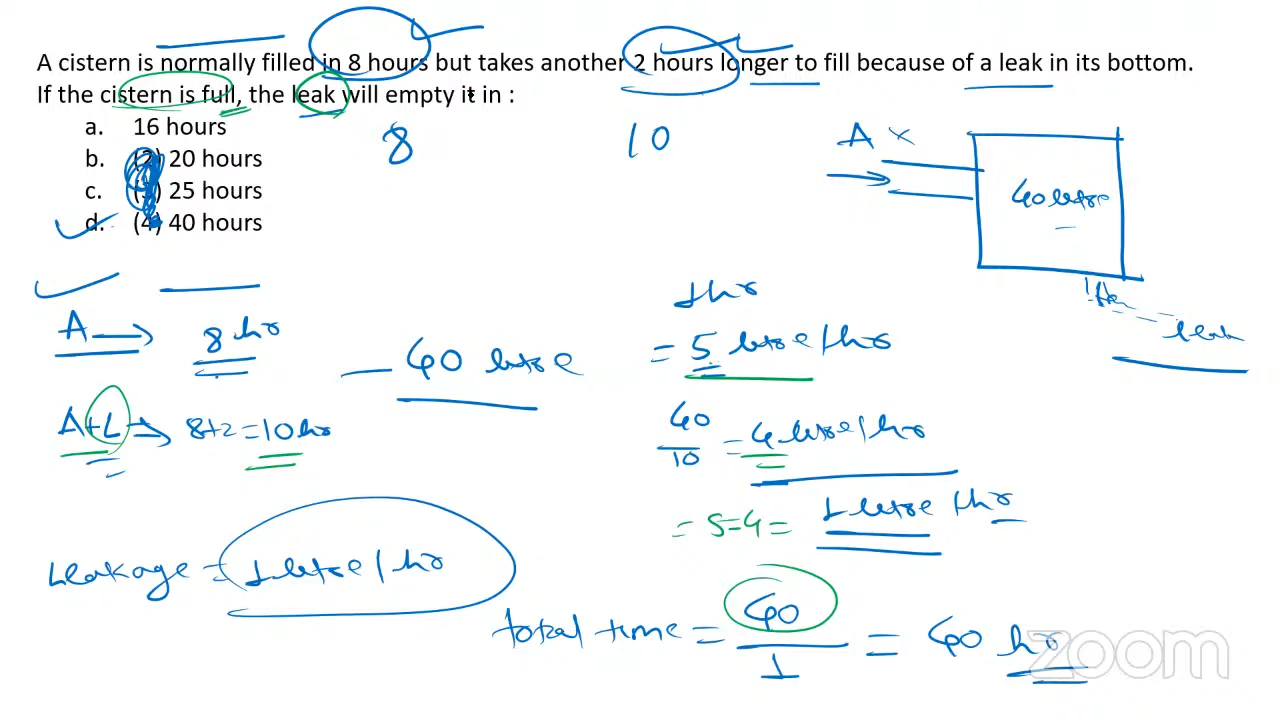 A cistern is normally filled in 8 hours but takes another 2 hours longer to fill because of a leak in its bottom.
If the cistern is full, the leak will empty it in :
a. 16 hours
b. (2) 20 hours
c. (3) 25 hours
d. (4) 40 hours
8 10 A ×
40 litre
leak
A → 8 hr
40 litre
1 hr
= 5 litre/hr
A+L → 8+2=10 hr
40/10 = 4 litre/hr
= 5-4 = 1 litre/hr
Leakage = 1 litre/hr
total time = 40/1 = 40 hr
zoom